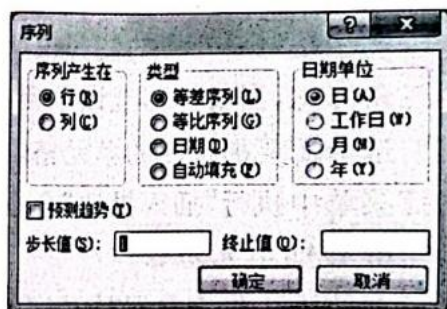 序列
序列产生在
行(R)
列(C)
类型
等差序列(L)
等比序列(G)
日期(D)
自动填充(F)
日期单位
日(A)
工作日(W)
月(M)
年(Y)
预测趋势(T)
步长值(S): 1 终止值(O):
确定 取消